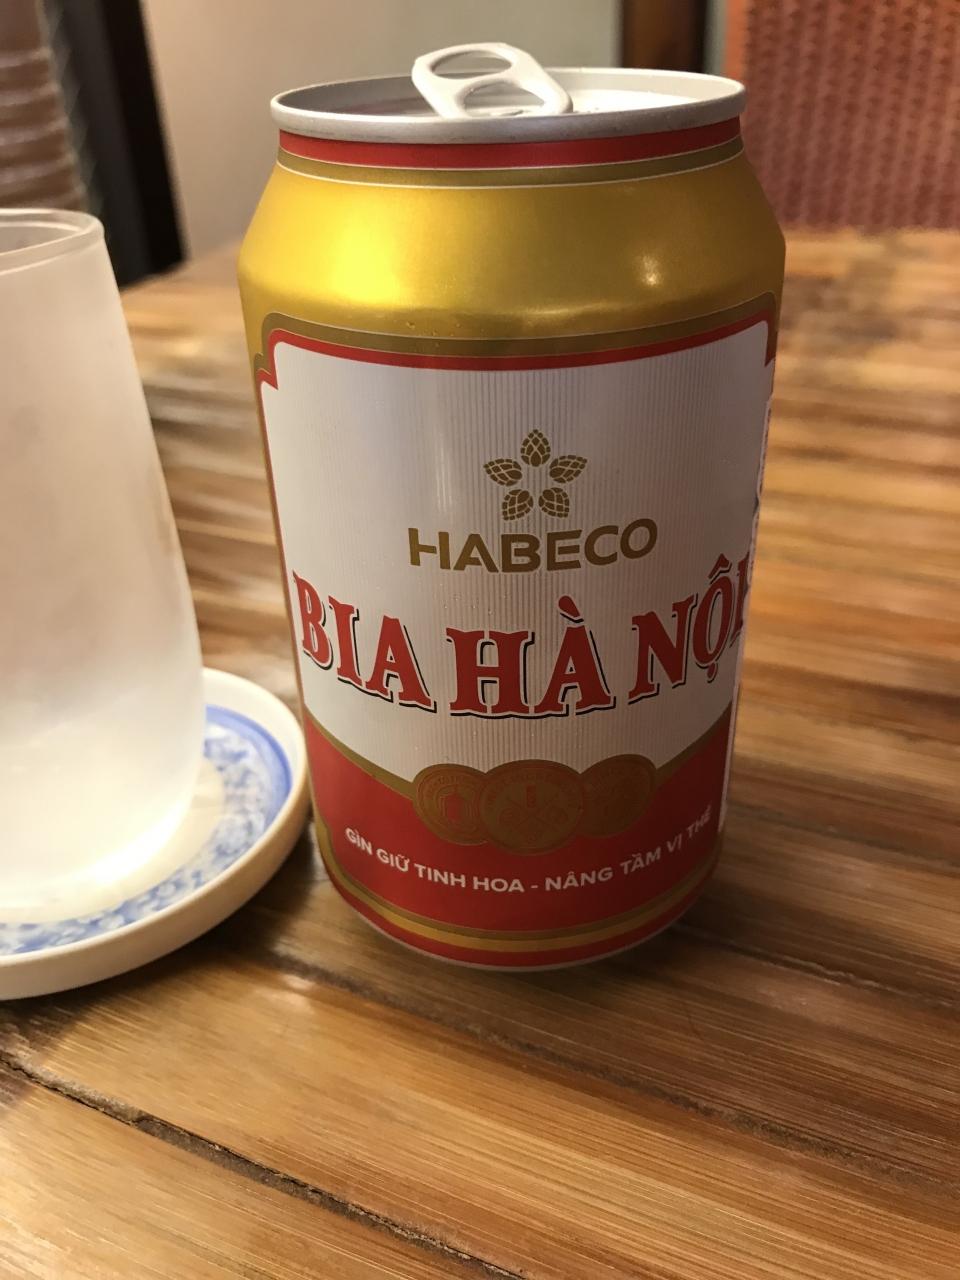 HABECO
BIA HÀ NỘI
GÌN GIỮ TINH HOA - NÂNG TẦM VỊ THẾ